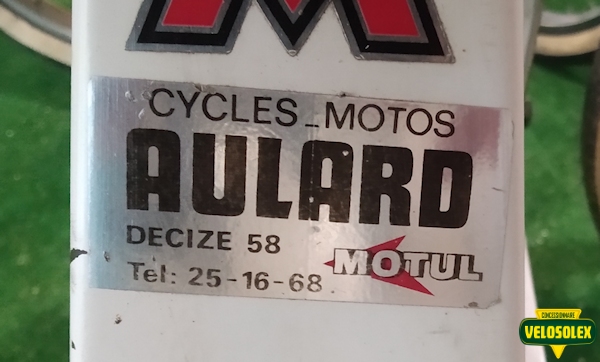 M
CYCLES_MOTOS
AULARD
DECIZE 58
Tel: 25-16-68
MOTUL
CONCESSIONNAIRE
VELOSOLEX